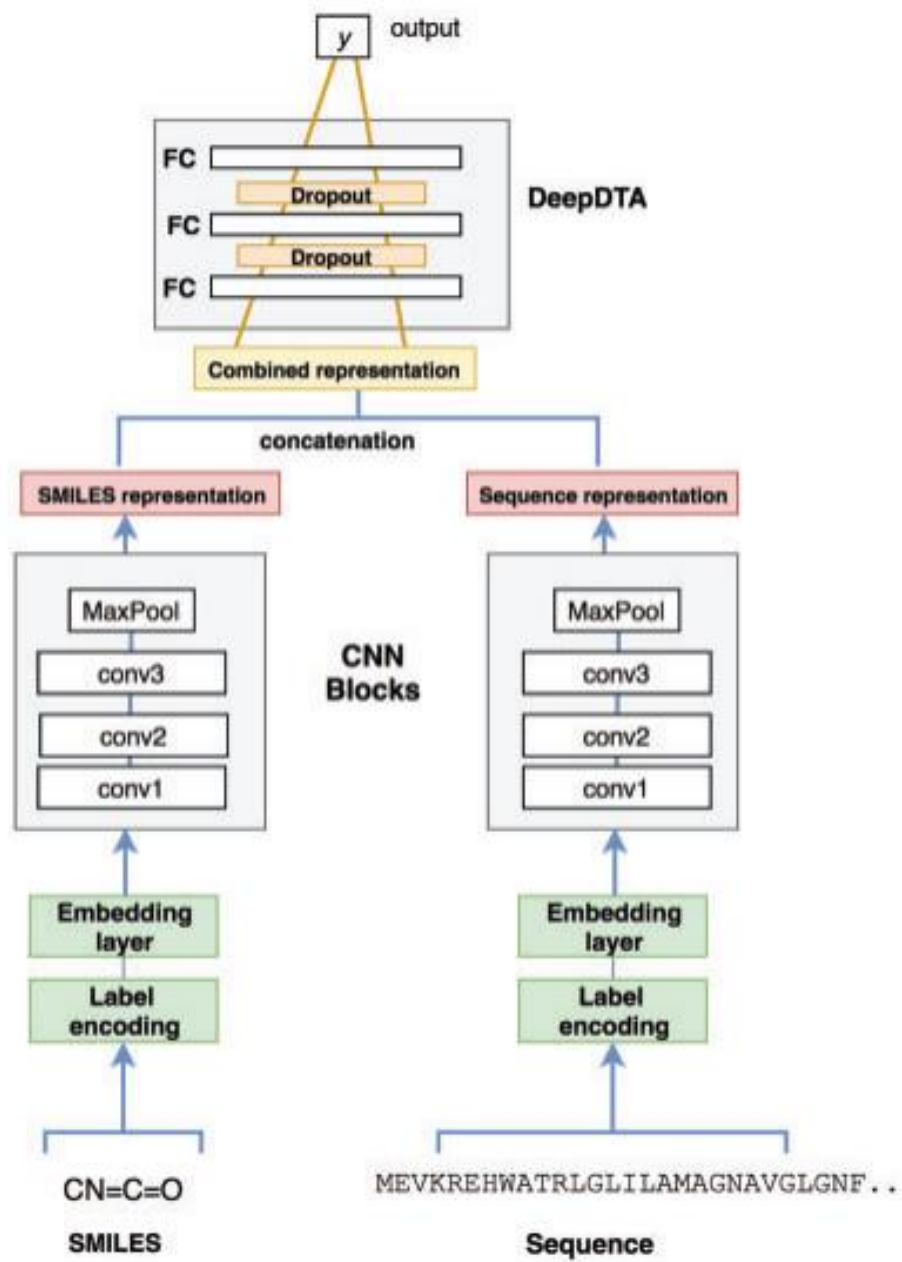 y output
FC
Dropout
DeepDTA
FC
Dropout
FC
Combined representation
concatenation
SMILES representation
Sequence representation
MaxPool
conv3
conv2
conv1
CNN
Blocks
MaxPool
conv3
conv2
conv1
Embedding
layer
Label
encoding
Embedding
layer
Label
encoding
CN=C=O
SMILES
MEVKREHWATRLGLILAMAGNAVGLGNF..
Sequence